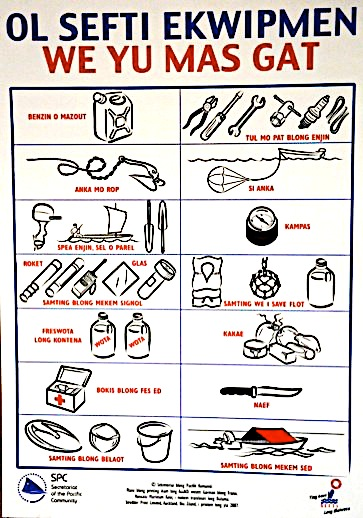 OL SEFTI EKWIPMEN
WE YU MAS GAT
BENZIN O MAZOUT
TUL MO PAT BLONG ENJIN
ANKA MO ROP
SI ANKA
SPEA ENJIN, SEL O PAREL
KAMPAS
ROKET
GLAS
SAMTING BLONG MEKEM SIGNOL
SAMTING WE I SAVE FLOT
FRESWOTA
LONG KONTENA
WOTA
WOTA
KAKAE
BOKIS BLONG FES ED
NAEF
SAMTING BLONG BELAOT
SAMTING BLONG MEKEM SED
SPC
Secretariat
of the Pacific
Community